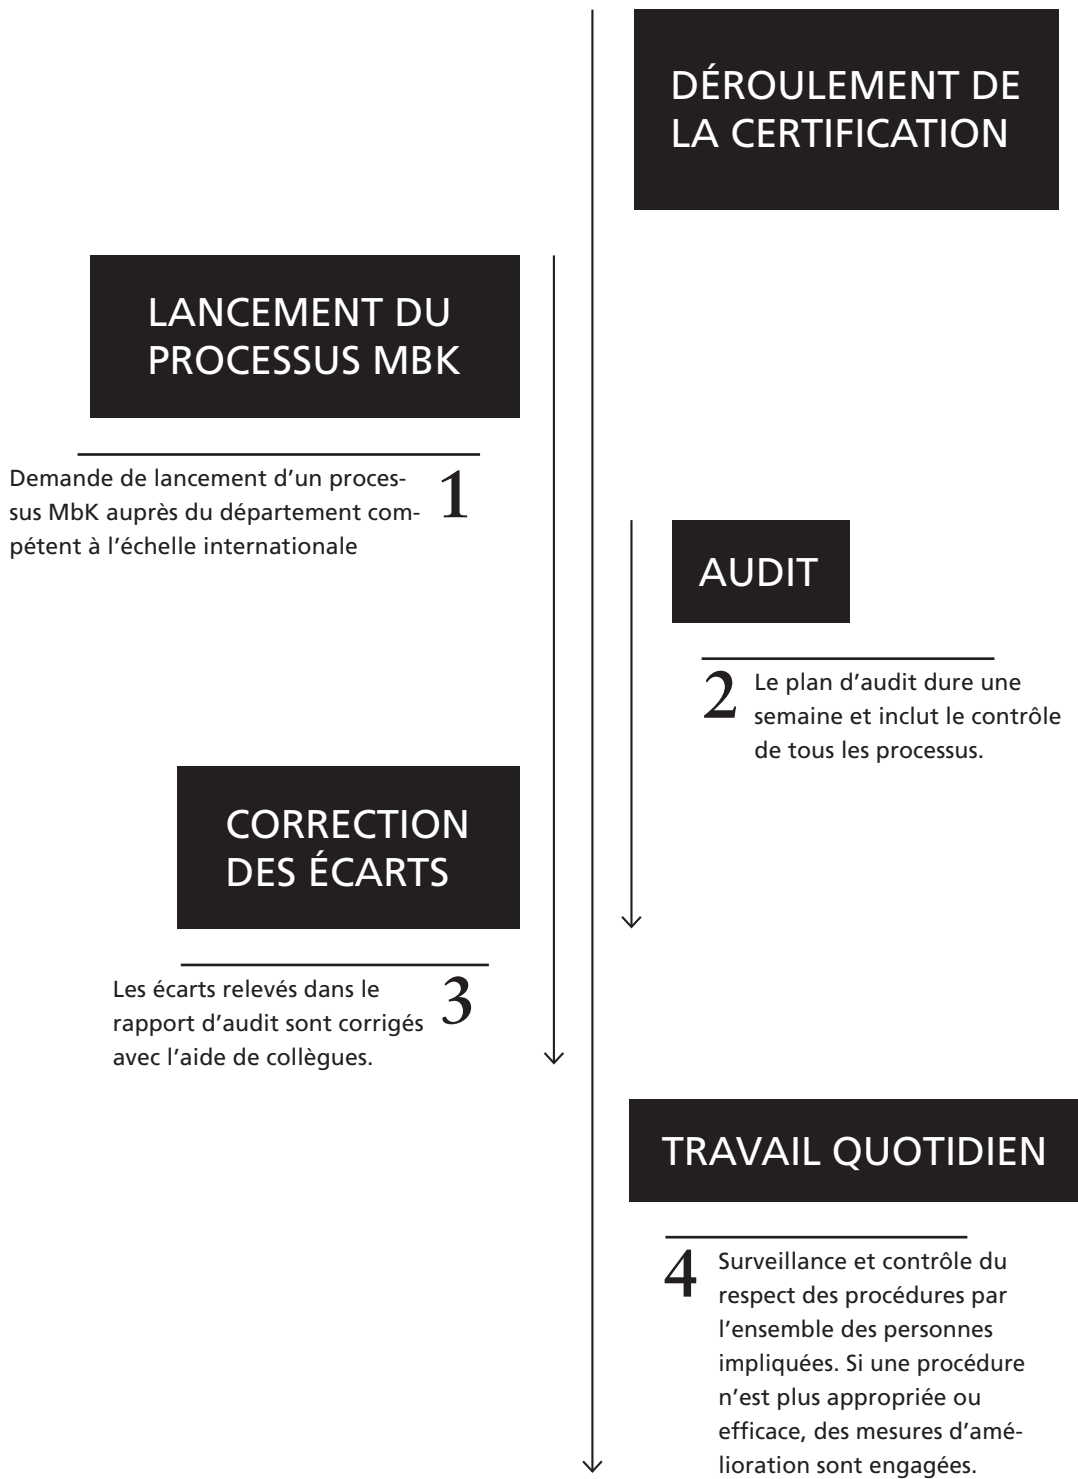 DÉROULEMENT DE
LA CERTIFICATION
LANCEMENT DU
PROCESSUS MBK
1
Demande de lancement d’un proces-
sus MbK auprès du département com-
pétent à l’échelle internationale
AUDIT
2
Le plan d’audit dure une
semaine et inclut le contrôle
de tous les processus.
CORRECTION
DES ÉCARTS
3
Les écarts relevés dans le
rapport d’audit sont corrigés
avec l’aide de collègues.
TRAVAIL QUOTIDIEN
4
Surveillance et contrôle du
respect des procédures par
l’ensemble des personnes
impliquées. Si une procédure
n’est plus appropriée ou
efficace, des mesures d’amé-
lioration sont engagées.